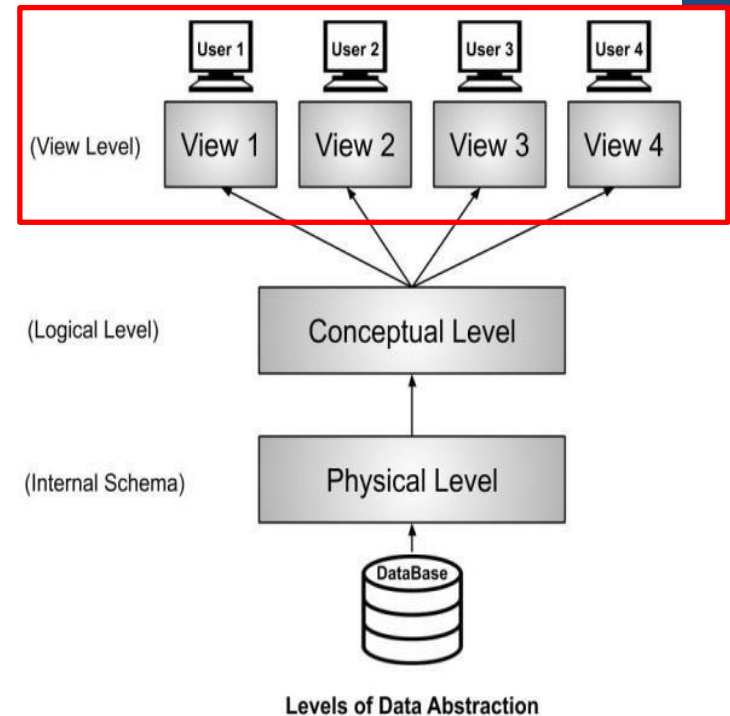 User 1
User 2
User 3
User 4
(View Level)
View 1
View 2
View 3
View 4
(Logical Level)
Conceptual Level
(Internal Schema)
Physical Level
DataBase
Levels of Data Abstraction